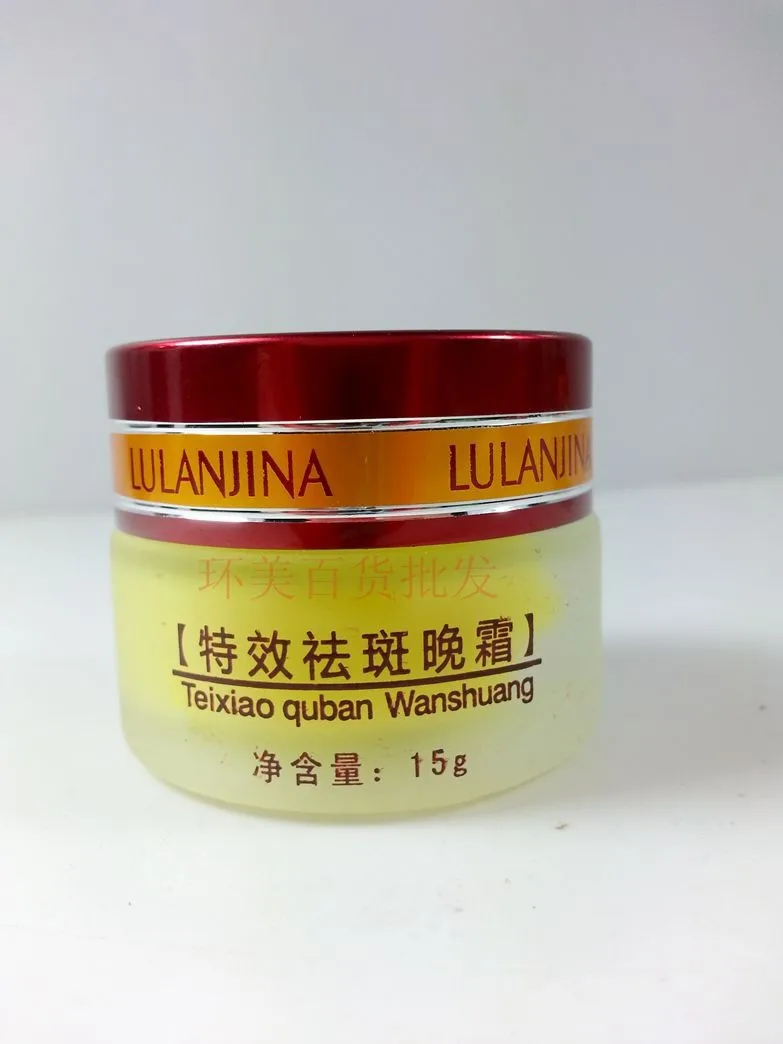 LULANJINA LULANJINA
环美百货批发
【特效祛斑晚霜】
Teixiao quban Wanshuang
净含量：15g